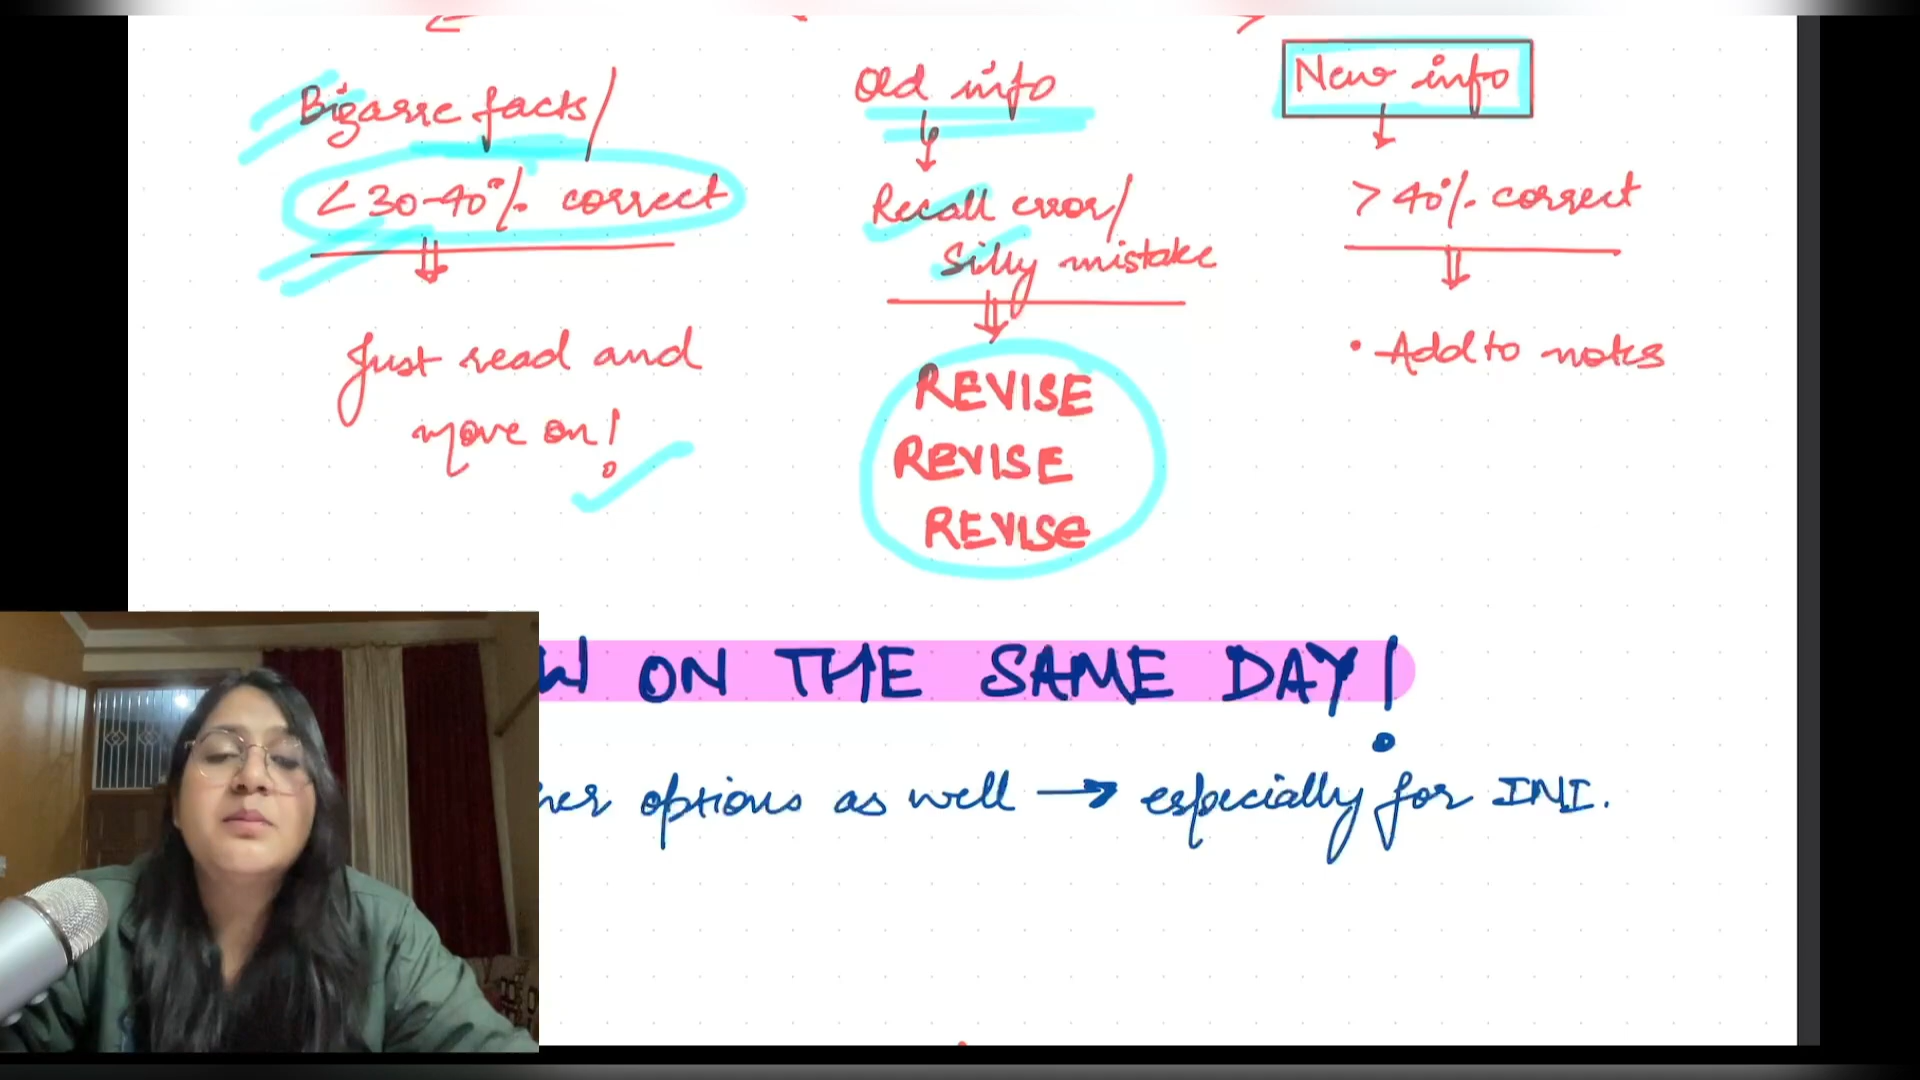 Bizarre facts/
<30-40% correct
Just read and
move on!
Old info
Recall error/
Silly mistake
REVISE
REVISE
REVISE
New info
>40% correct
• Add to notes
ON THE SAME DAY!
options as well → especially for INI.